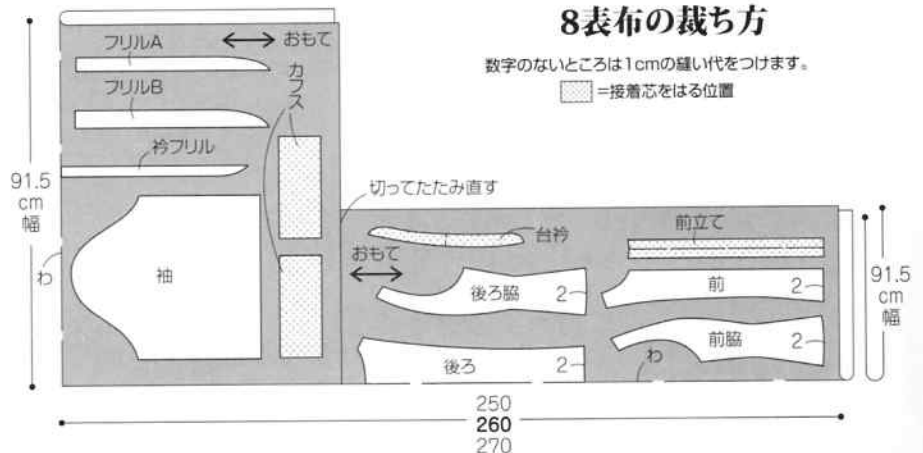 8表布の裁ち方
数字のないところは1cmの縫い代をつけます。
=接着芯をはる位置
フリルA
おもて
カフス
フリルB
衿フリル
91.5
cm
幅
わ
袖
切ってたたみ直す
台衿
前立て
おもて
後ろ脇
2
前
2
91.5
cm
幅
前脇
2
後ろ
2
わ
250
260
270